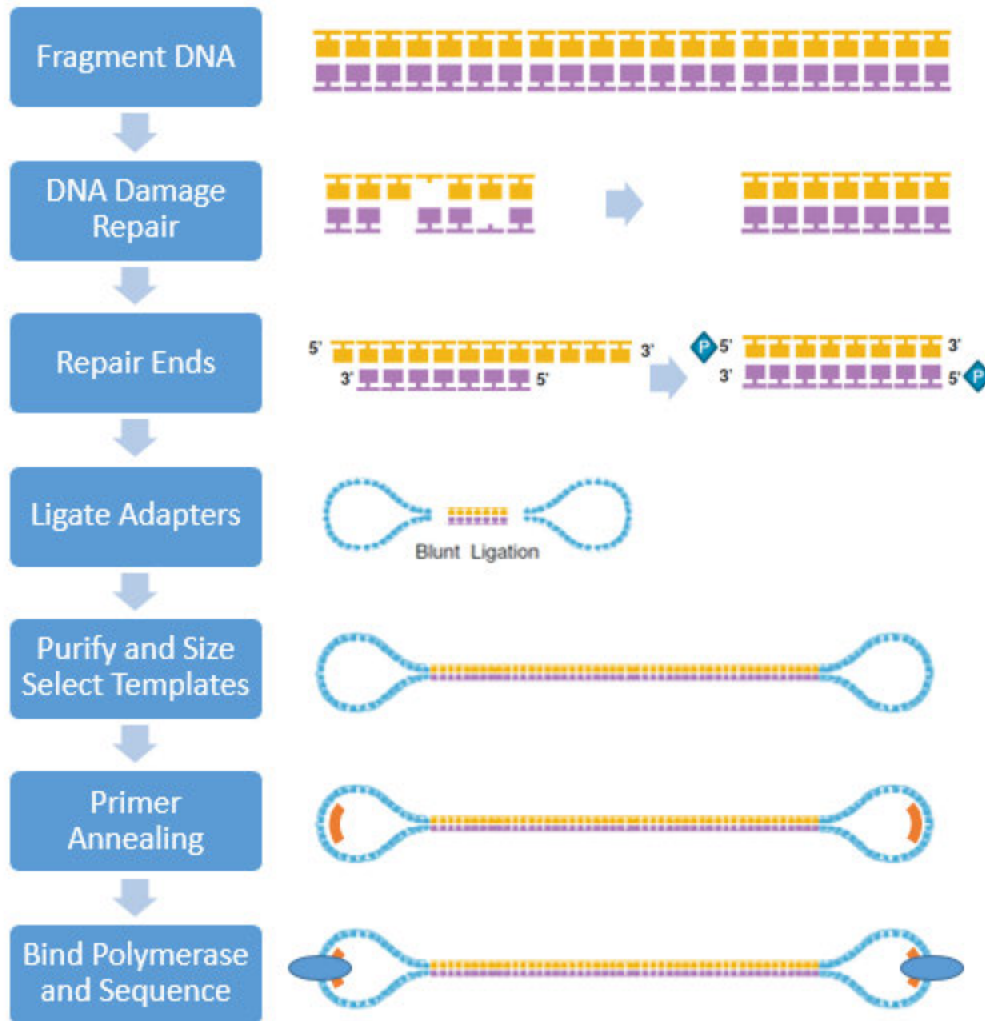 Fragment DNA
DNA Damage
Repair
Repair Ends
5’
3’
3’
5’
P
5’
3’
3’
5’
P
Ligate Adapters
Blunt Ligation
Purify and Size
Select Templates
Primer
Annealing
Bind Polymerase
and Sequence